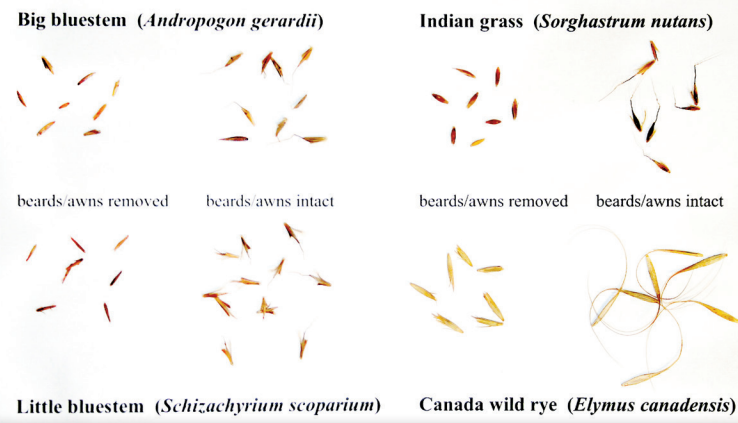 Big bluestem (Andropogon gerardii)
Indian grass (Sorghastrum nutans)
beards/awns removed
beards/awns intact
beards/awns removed
beards/awns intact
Little bluestem (Schizachyrium scoparium)
Canada wild rye (Elymus canadensis)